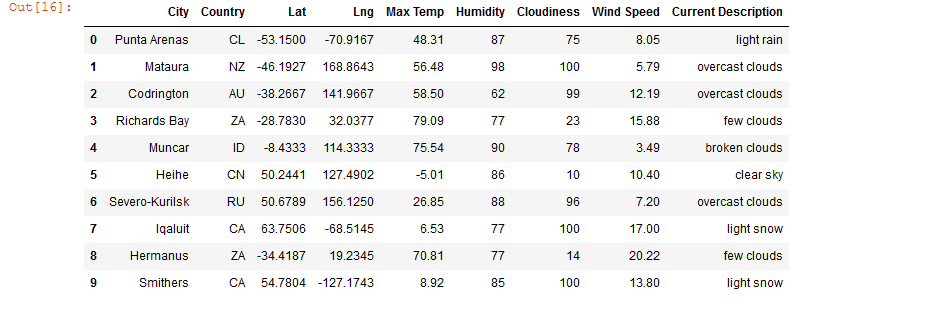 Out[16]:
City Country Lat Lng Max Temp Humidity Cloudiness Wind Speed Current Description
0 Punta Arenas CL -53.1500 -70.9167 48.31 87 75 8.05 light rain
1 Mataura NZ -46.1927 168.8643 56.48 98 100 5.79 overcast clouds
2 Codrington AU -38.2667 141.9667 58.50 62 99 12.19 overcast clouds
3 Richards Bay ZA -28.7830 32.0377 79.09 77 23 15.88 few clouds
4 Muncar ID -8.4333 114.3333 75.54 90 78 3.49 broken clouds
5 Heihe CN 50.2441 127.4902 -5.01 86 10 10.40 clear sky
6 Severo-Kurilsk RU 50.6789 156.1250 26.85 88 96 7.20 overcast clouds
7 Iqaluit CA 63.7506 -68.5145 6.53 77 100 17.00 light snow
8 Hermanus ZA -34.4187 19.2345 70.81 77 14 20.22 few clouds
9 Smithers CA 54.7804 -127.1743 8.92 85 100 13.80 light snow